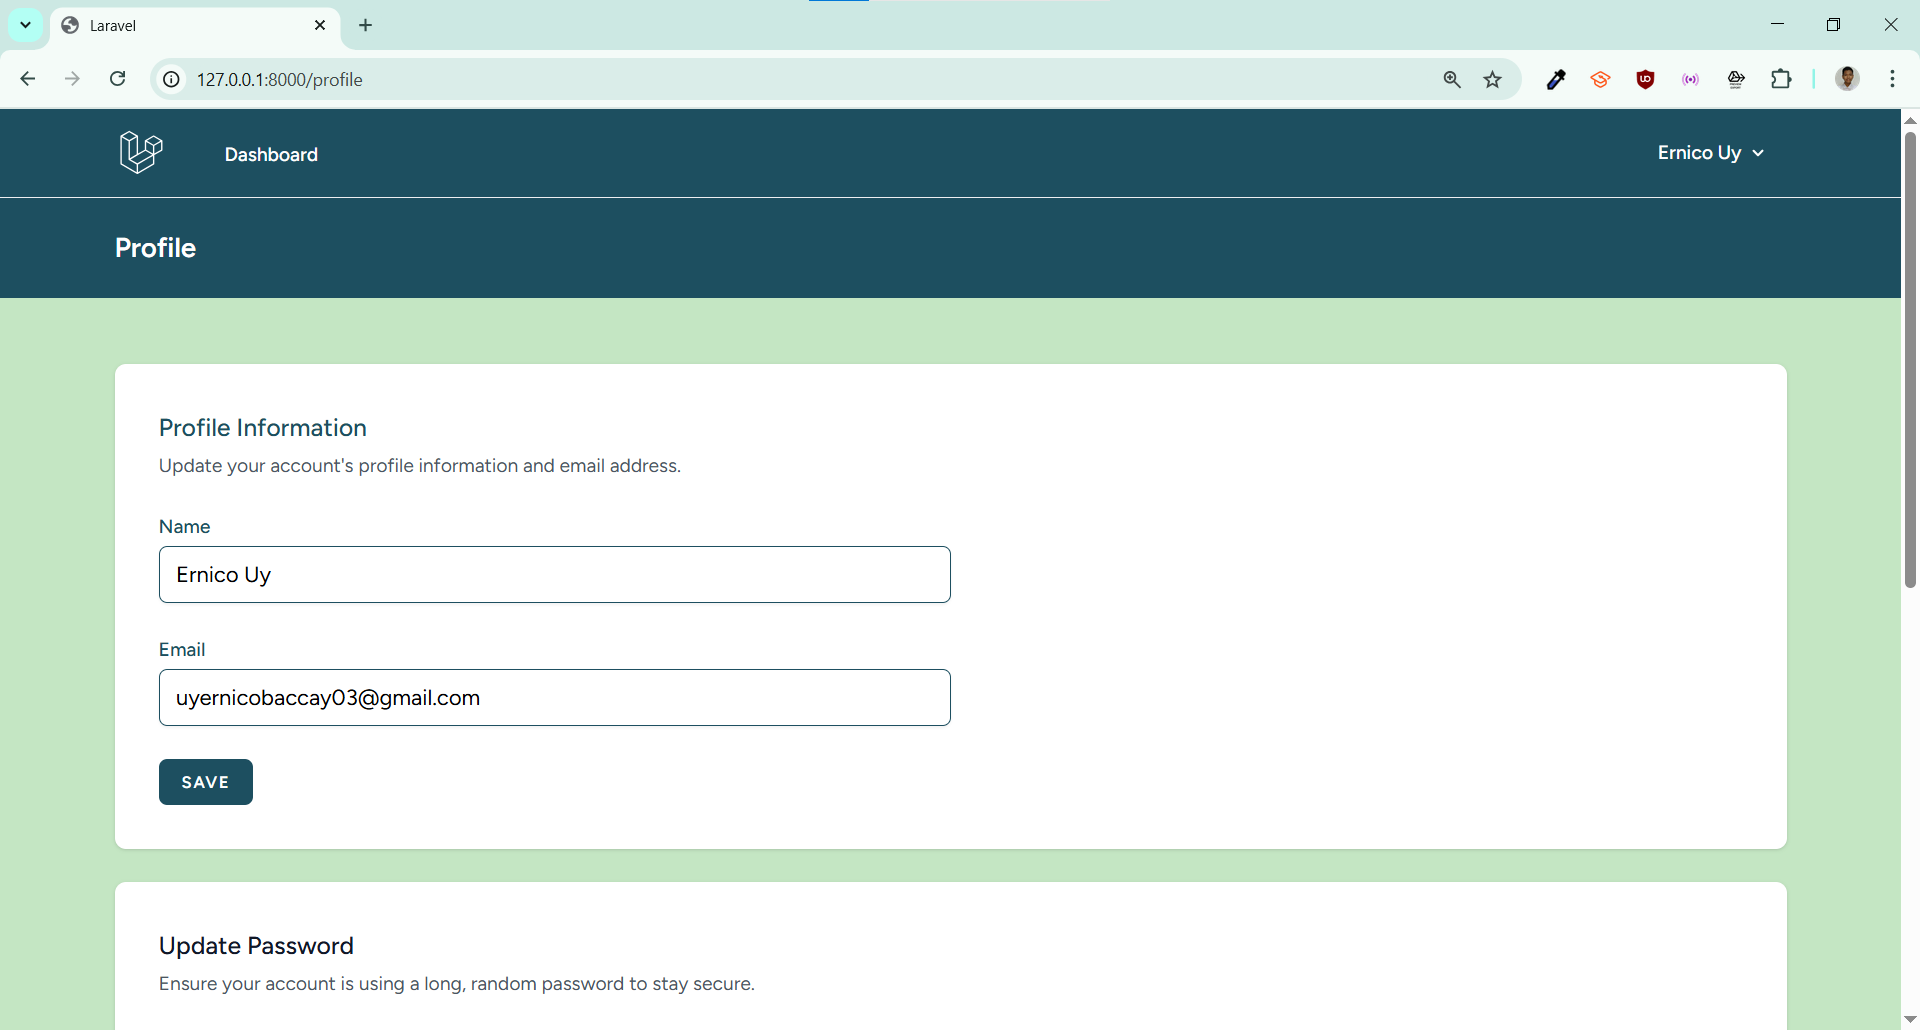 Laravel
127.0.0.1:8000/profile
Dashboard
Ernico Uy
Profile
Profile Information
Update your account's profile information and email address.
Name
Ernico Uy
Email
uyernicobaccay03@gmail.com
SAVE
Update Password
Ensure your account is using a long, random password to stay secure.